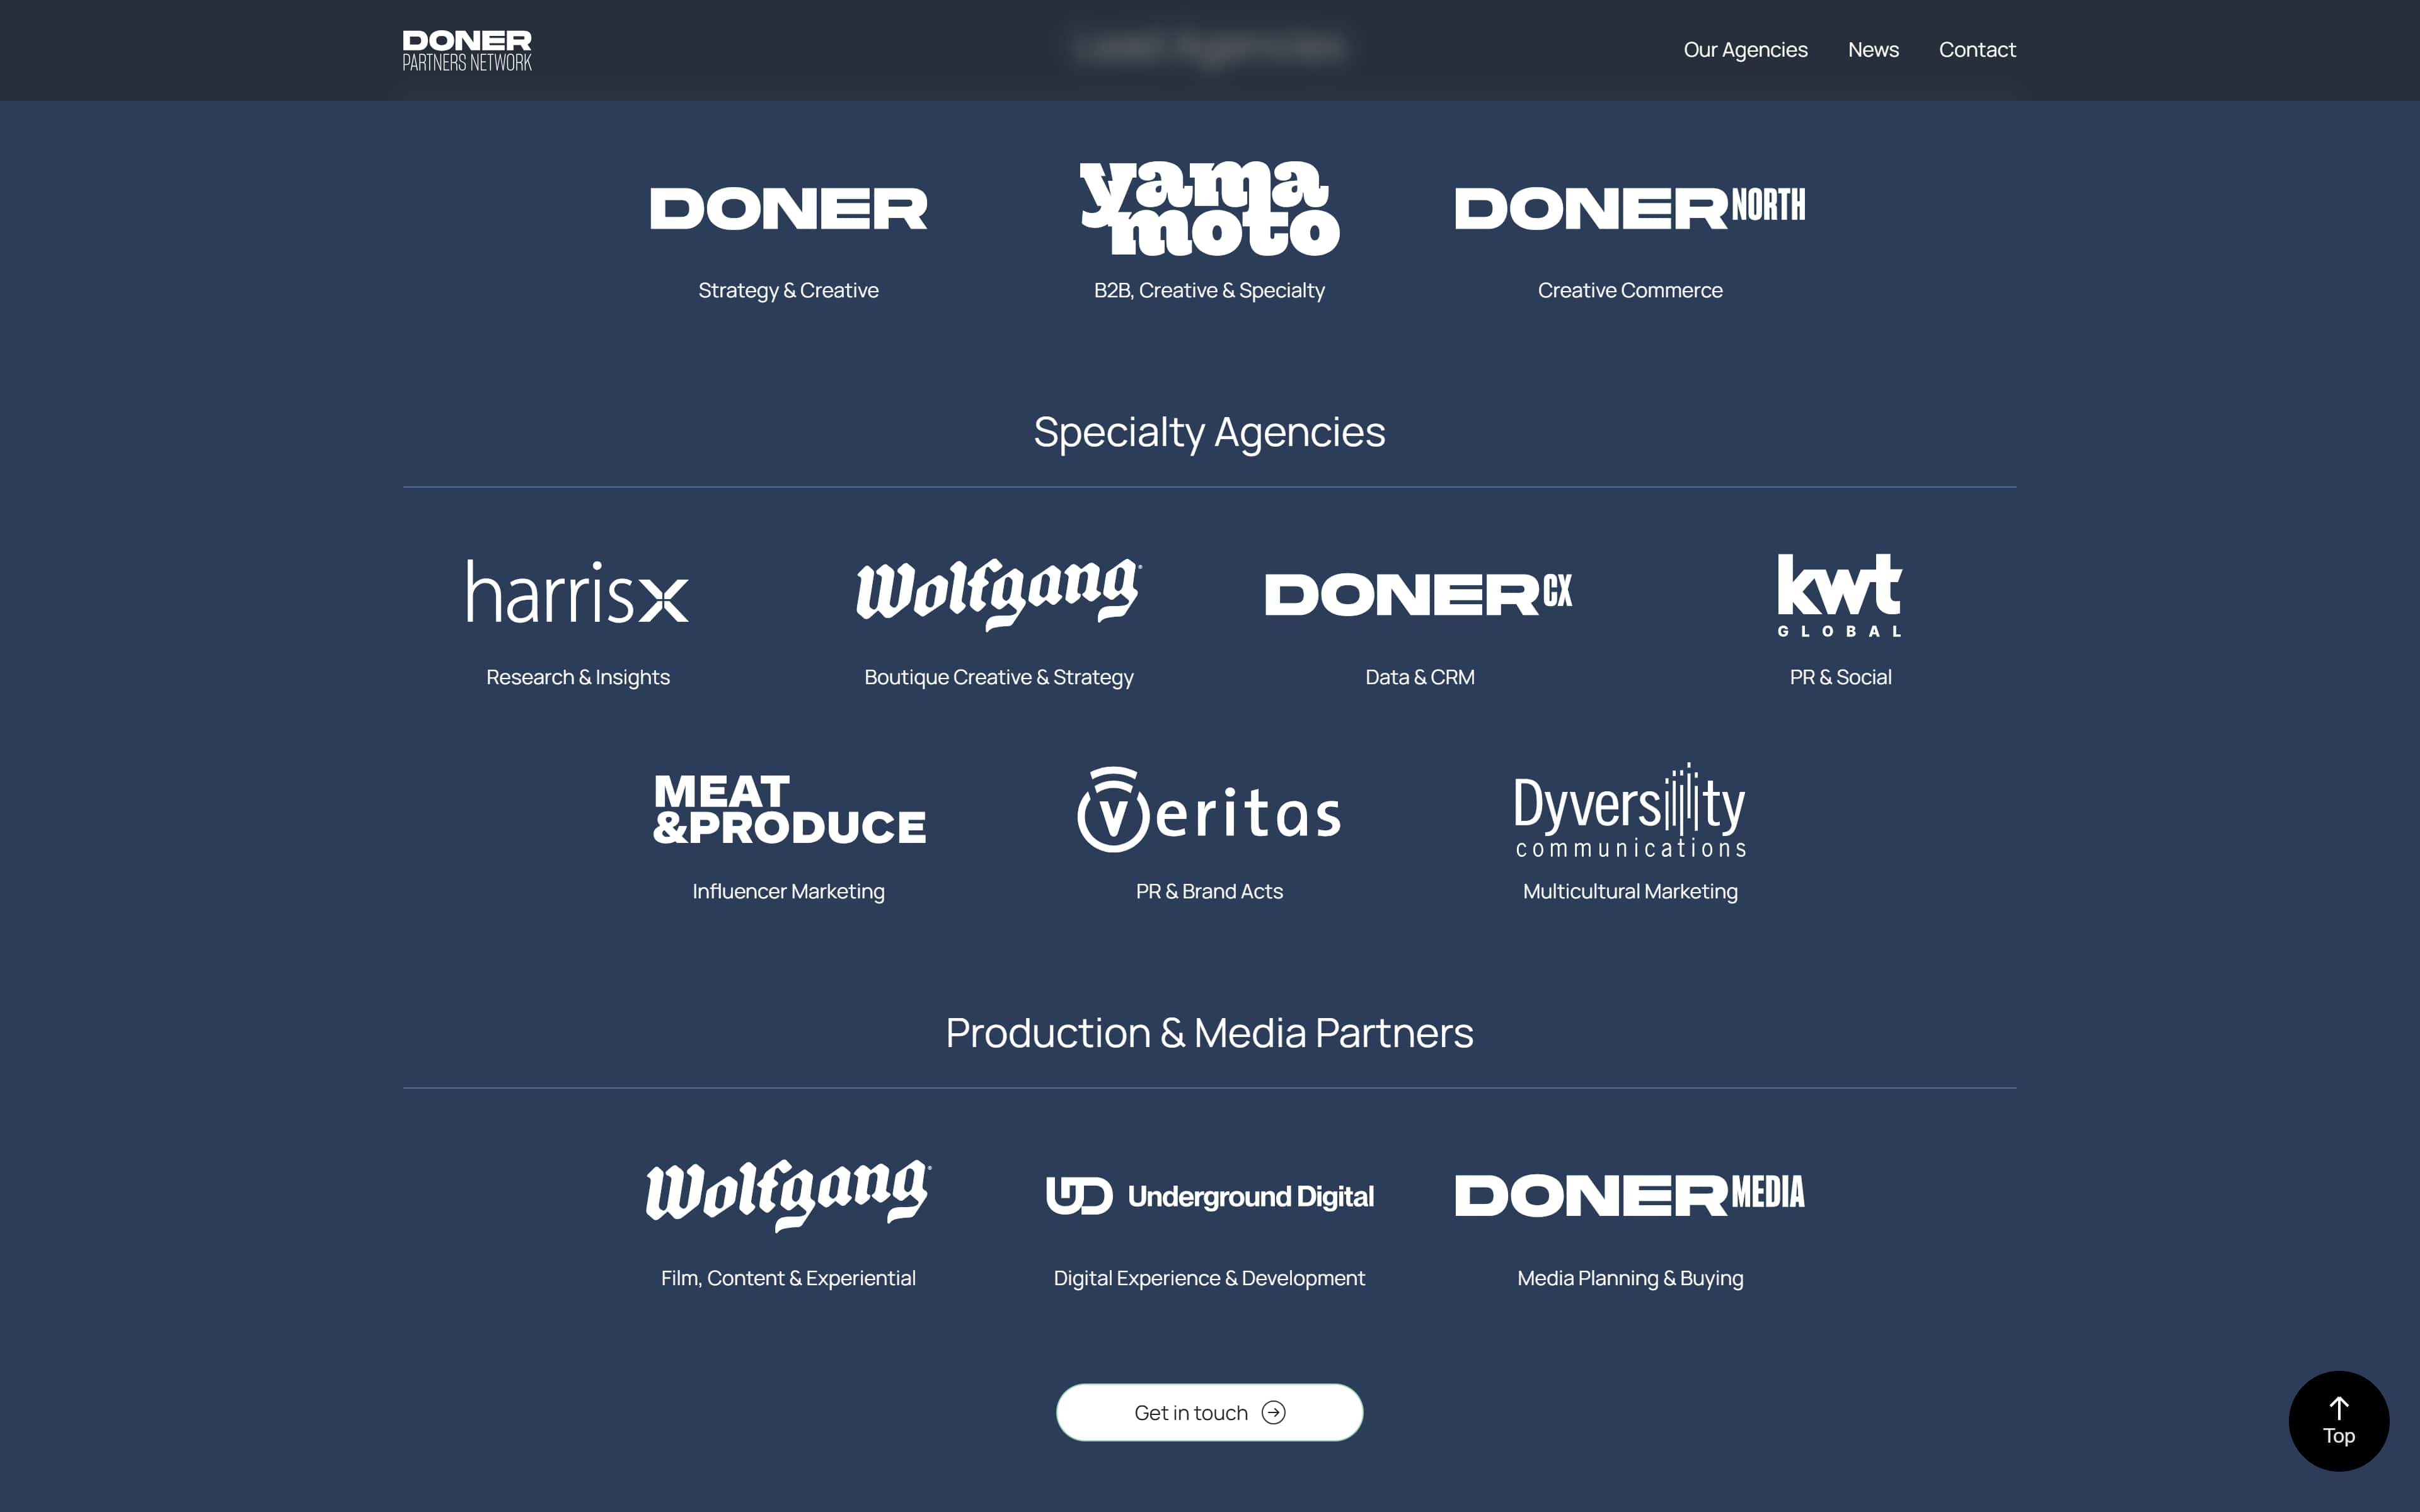 DONER
PARTNERS NETWORK
Lead Agencies
Our Agencies News Contact
DONER
yama
moto
DONER NORTH
Strategy & Creative
B2B, Creative & Specialty
Creative Commerce
Specialty Agencies
harrisx
Wolfgang
DONER CX
kwt
GLOBAL
Research & Insights
Boutique Creative & Strategy
Data & CRM
PR & Social
MEAT
&PRODUCE
Veritas
Dyversity
communications
Influencer Marketing
PR & Brand Acts
Multicultural Marketing
Production & Media Partners
Wolfgang
UD Underground Digital
DONER MEDIA
Film, Content & Experiential
Digital Experience & Development
Media Planning & Buying
Get in touch
Top